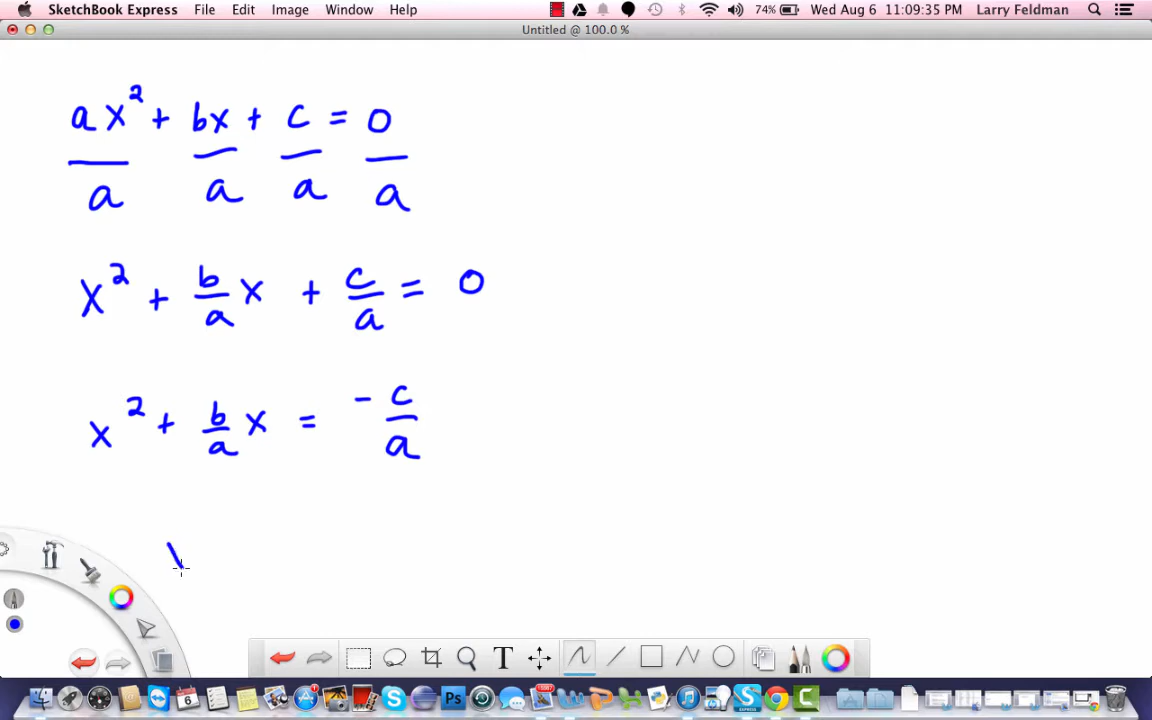 SketchBook Express File Edit Image Window Help 74% Wed Aug 6 11:09:35 PM Larry Feldman
Untitled @ 100.0 %
ax² + bx + c = 0
a a a a
x² + b/a x + c/a = 0
x² + b/a x = - c/a
T